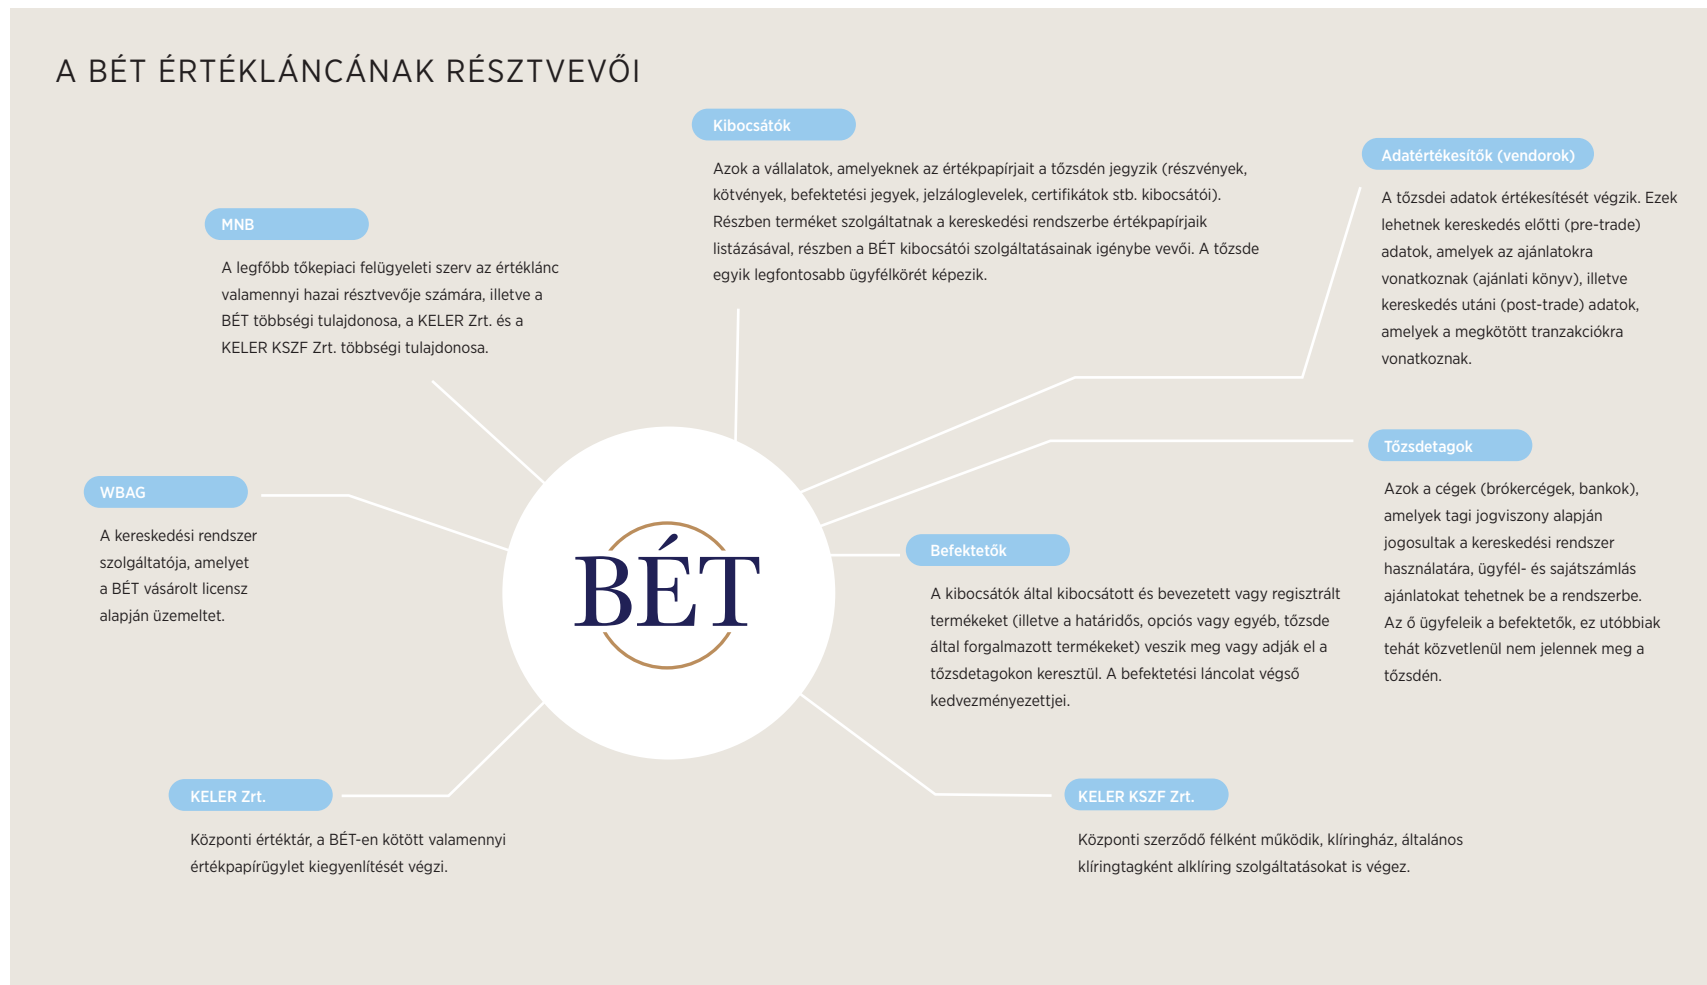 A BÉT ÉRTÉKLÁNCÁNAK RÉSZTVEVŐI
Kibocsátók
Azok a vállalatok, amelyeknek az értékpapírjait a tőzsdén jegyzik (részvények,
kötvények, befektetési jegyek, jelzáloglevelek, certifikátok stb. kibocsátói).
Részben terméket szolgáltatnak a kereskedési rendszerbe értékpapírjaik
listázásával, részben a BÉT kibocsátói szolgáltatásainak igénybe vevői. A tőzsde
egyik legfontosabb ügyfélkörét képezik.
Adatértékesítők (vendorok)
A tőzsdei adatok értékesítését végzik. Ezek
lehetnek kereskedés előtti (pre-trade)
adatok, amelyek az ajánlatokra
vonatkoznak (ajánlati könyv), illetve
kereskedés utáni (post-trade) adatok,
amelyek a megkötött tranzakciókra
vonatkoznak.
MNB
A legfőbb tőkepiaci felügyeleti szerv az értéklánc
valamennyi hazai résztvevője számára, illetve a
BÉT többségi tulajdonosa, a KELER Zrt. és a
KELER KSZF Zrt. többségi tulajdonosa.
Tőzsdetagok
Azok a cégek (brókercégek, bankok),
amelyek tagi jogviszony alapján
jogosultak a kereskedési rendszer
használatára, ügyfél- és sajátszámlás
ajánlatokat tehetnek be a rendszerbe.
Az ő ügyfeleik a befektetők, ez utóbbiak
tehát közvetlenül nem jelennek meg a
tőzsdén.
WBAG
A kereskedési rendszer
szolgáltatója, amelyet
a BÉT vásárolt licensz
alapján üzemeltet.
BÉT
Befektetők
A kibocsátók által kibocsátott és bevezetett vagy regisztrált
termékeket (illetve a határidős, opciós vagy egyéb, tőzsde
által forgalmazott termékeket) veszik meg vagy adják el a
tőzsdetagokon keresztül. A befektetési láncolat végső
kedvezményezettjei.
KELER Zrt.
Központi értéktár, a BÉT-en kötött valamennyi
értékpapírügylet kiegyenlítését végzi.
KELER KSZF Zrt.
Központi szerződő félként működik, klíringház, általános
klíringtagként alklíring szolgáltatásokat is végez.